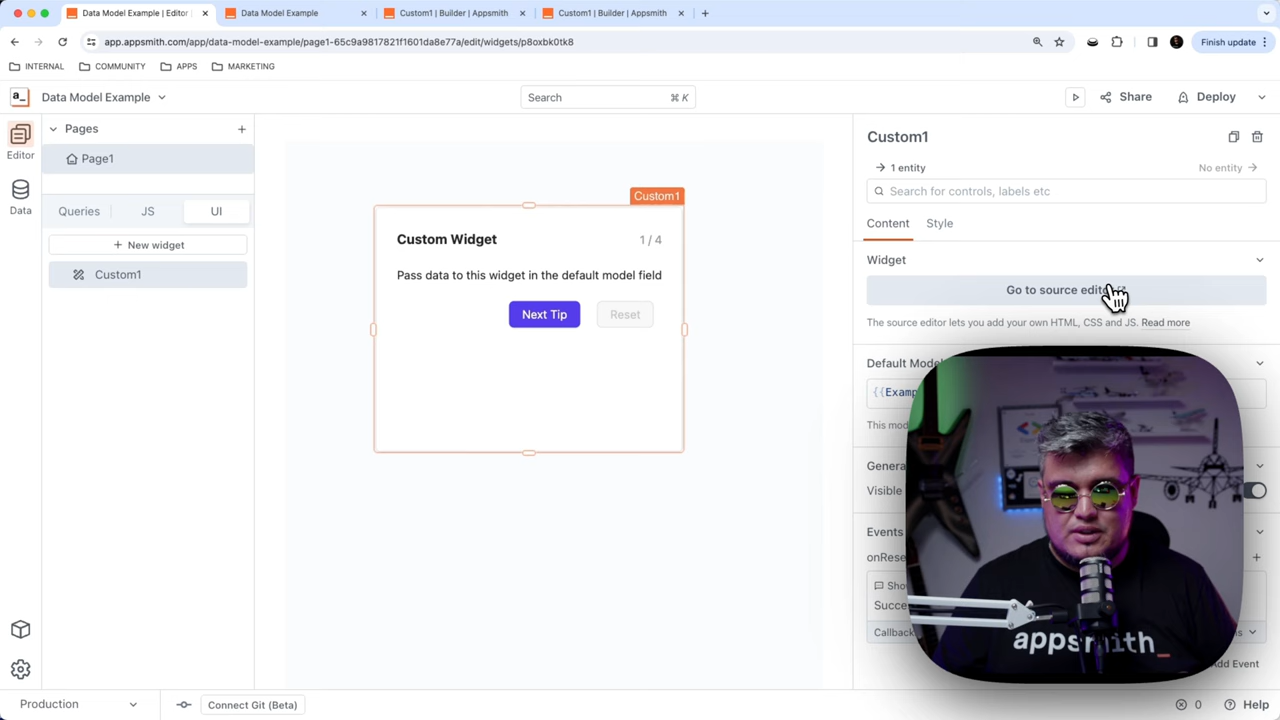 Data Model Example | Editor
Data Model Example
Custom1 | Builder | Appsmith
Custom1 | Builder | Appsmith
app.appsmith.com/app/data-model-example/page1-65c9a9817821f1601da8e77a/edit/widgets/p8oxbk0tk8
Finish update
INTERNAL
COMMUNITY
APPS
MARKETING
a_
Data Model Example
Search
⌘ K
Share
Deploy
Editor
Data
Pages
Page1
Queries
JS
UI
+ New widget
Custom1
Custom1
Custom Widget
1 / 4
Pass data to this widget in the default model field
Next Tip
Reset
Custom1
1 entity
No entity
Search for controls, labels etc
Content
Style
Widget
Go to source edito
The source editor lets you add your own HTML, CSS and JS. Read more
Default Mode
{{Examp
This mod
Genera
Visible
Events
onRese
Sho
Succe
Callback
s
Add Event
appsmith_
Production
Connect Git (Beta)
0
Help